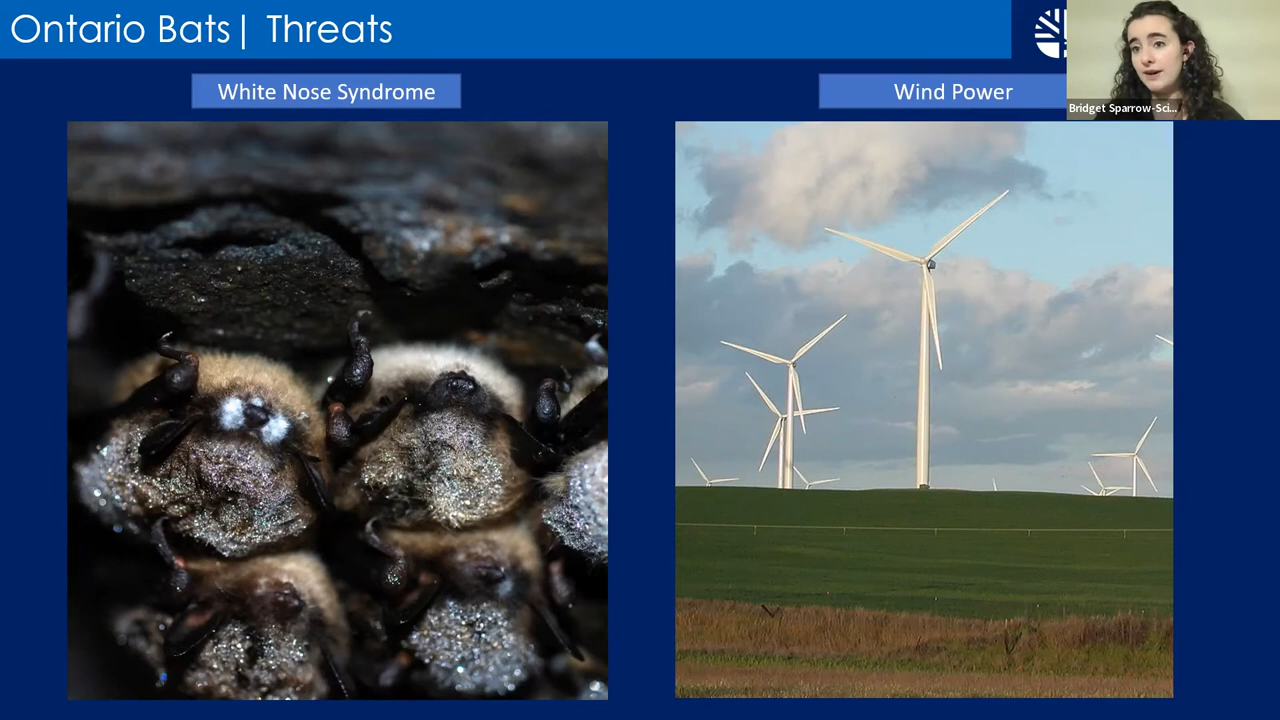 Ontario Bats| Threats
White Nose Syndrome
Wind Power
Bridget Sparrow-Sci...